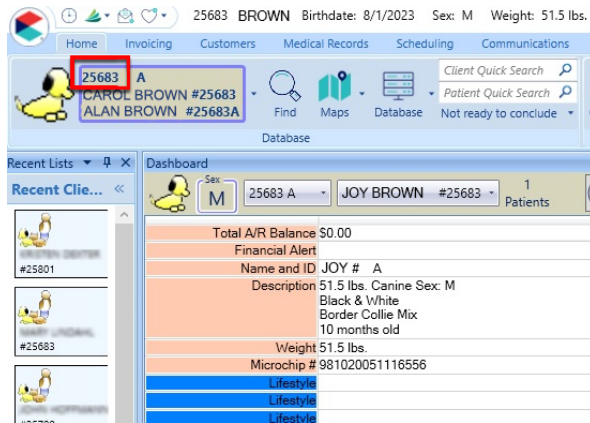 25683 BROWN Birthdate: 8/1/2023 Sex: M Weight: 51.5 lbs.
Home Invoicing Customers Medical Records Scheduling Communications
25683 A
CAROL BROWN #25683
ALAN BROWN #25683A
Find Maps Database
Client Quick Search
Patient Quick Search
Not ready to conclude
Database
Recent Lists
Dashboard
Recent Clie...
Sex
M
25683 A
JOY BROWN #25683
1
Patients
#25801
#25683
Total A/R Balance $0.00
Financial Alert
Name and ID JOY # A
Description 51.5 lbs. Canine Sex: M
Black & White
Border Collie Mix
10 months old
Weight 51.5 lbs.
Microchip # 981020051116556
Lifestyle
Lifestyle
Lifestyle